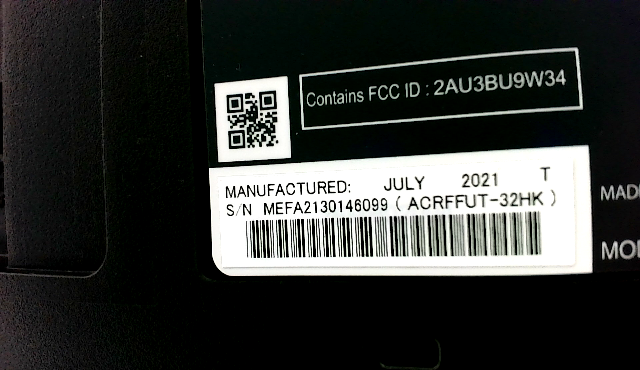 Contains FCC ID : 2AU3BU9W34
MANUFACTURED: JULY 2021 T
S/N MEFA2130146099 ( ACRFFUT-32HK )